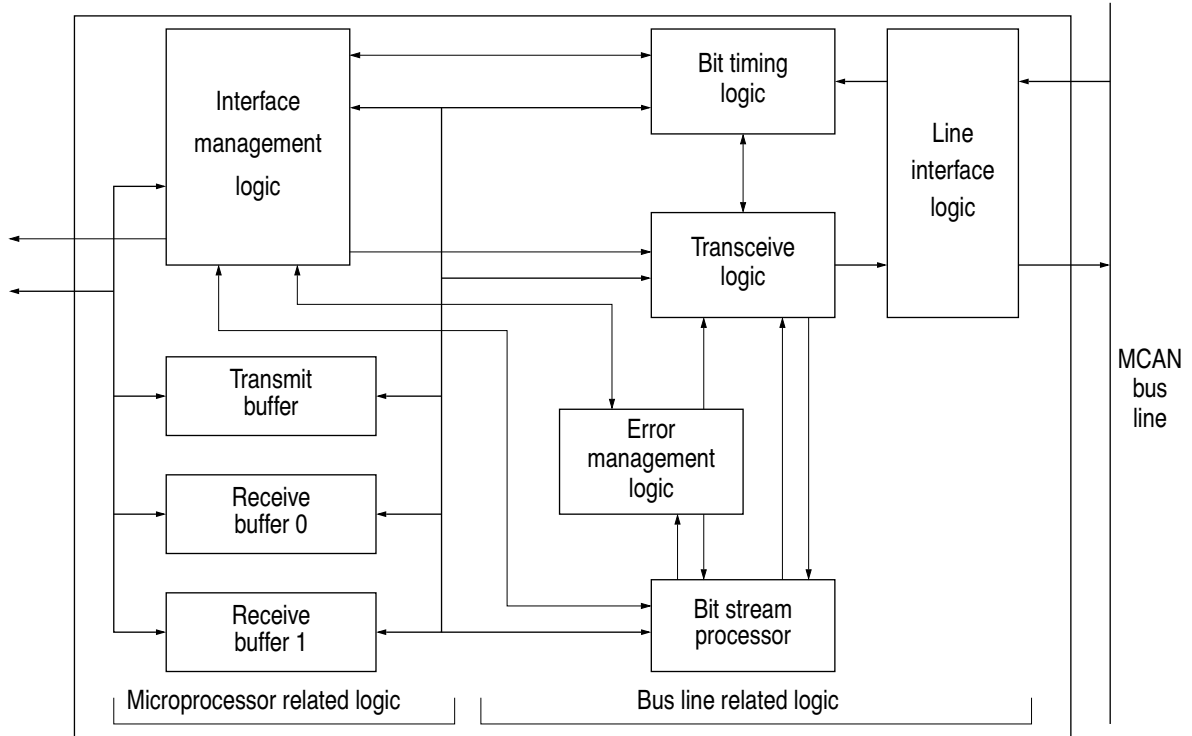 Interface
management
logic
Bit timing
logic
Line
interface
logic
Transceive
logic
MCAN
bus
line
Transmit
buffer
Error
management
logic
Receive
buffer 0
Receive
buffer 1
Bit stream
processor
Microprocessor related logic
Bus line related logic